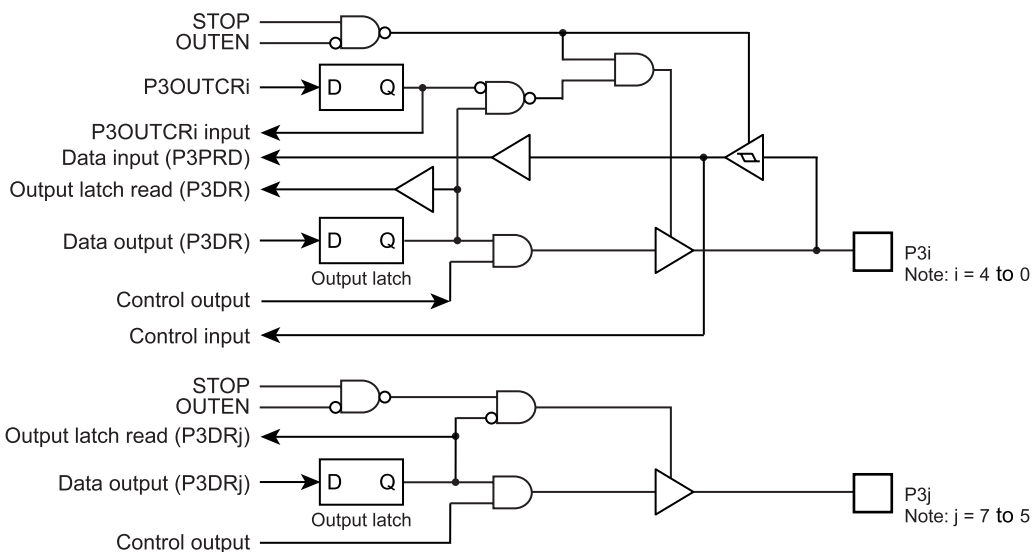 STOP
OUTEN
P3OUTCRi
D Q
P3OUTCRi input
Data input (P3PRD)
Output latch read (P3DR)
Data output (P3DR)
D Q
Output latch
P3i
Note: i = 4 to 0
Control output
Control input
STOP
OUTEN
Output latch read (P3DRj)
Data output (P3DRj)
D Q
Output latch
P3j
Note: j = 7 to 5
Control output